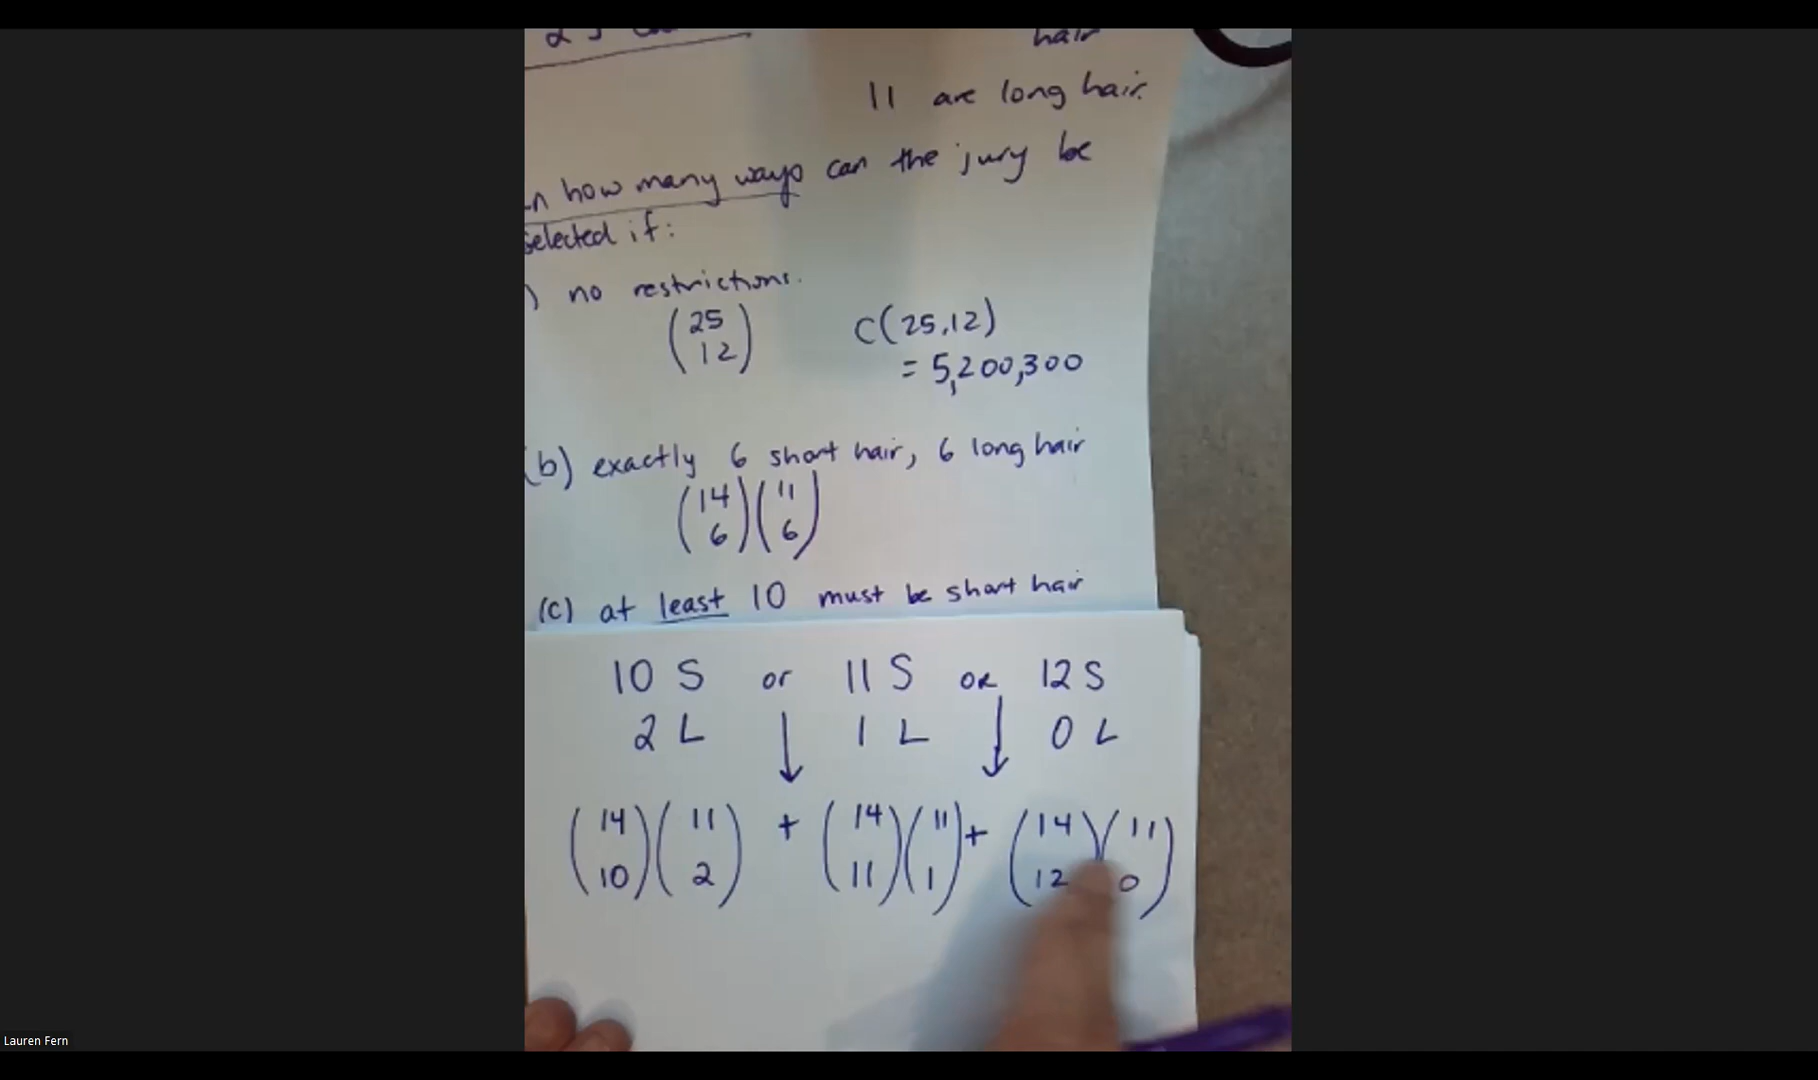 hair
11 are long hair.
n how many ways can the jury be
selected if:
) no restrictions.
(25 12) C(25,12)
= 5,200,300
(b) exactly 6 short hair, 6 long hair
(14 6)(11 6)
(c) at least 10 must be short hair
10 S or 11 S or 12 S
2 L ↓ 1 L ↓ 0 L
(14 10)(11 2) + (14 11)(11 1) + (14 12)(11 0)
Lauren Fern